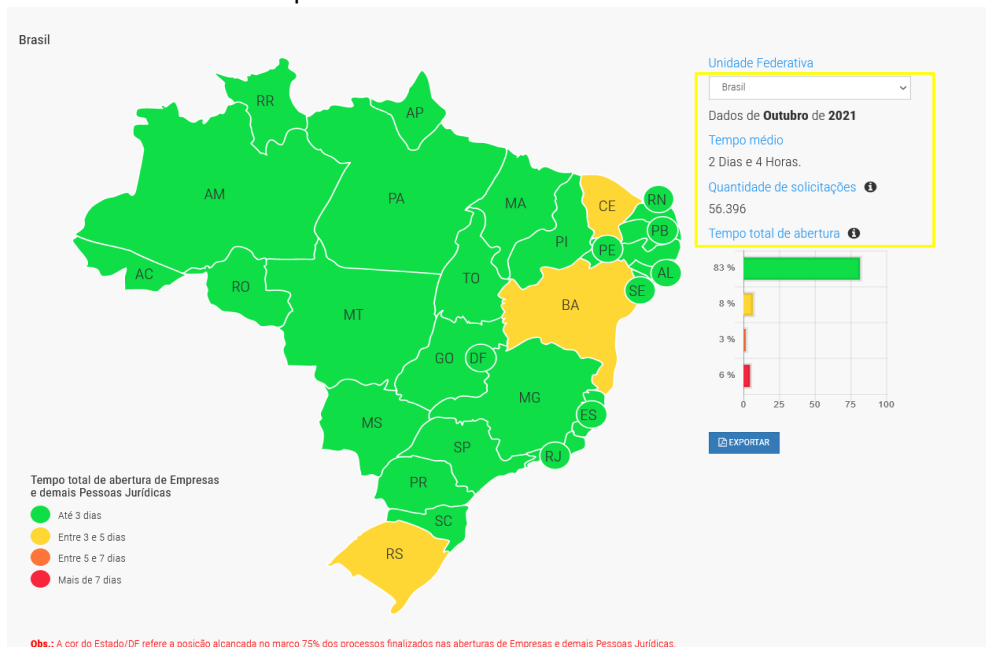 Brasil
RR
AP
AM
PA
MA
CE
RN
PI
PB
PE
AC
TO
AL
RO
SE
BA
MT
GO
DF
MG
MS
ES
SP
RJ
PR
SC
RS
Unidade Federativa
Brasil
Dados de Outubro de 2021
Tempo médio
2 Dias e 4 Horas.
Quantidade de solicitações
56.396
Tempo total de abertura
83 %
8 %
3 %
6 %
0 25 50 75 100
EXPORTAR
Tempo total de abertura de Empresas
e demais Pessoas Jurídicas
Até 3 dias
Entre 3 e 5 dias
Entre 5 e 7 dias
Mais de 7 dias
Obs.: A cor do Estado/DF refere a posição alcançada no marco 75% dos processos finalizados nas aberturas de Empresas e demais Pessoas Jurídicas.